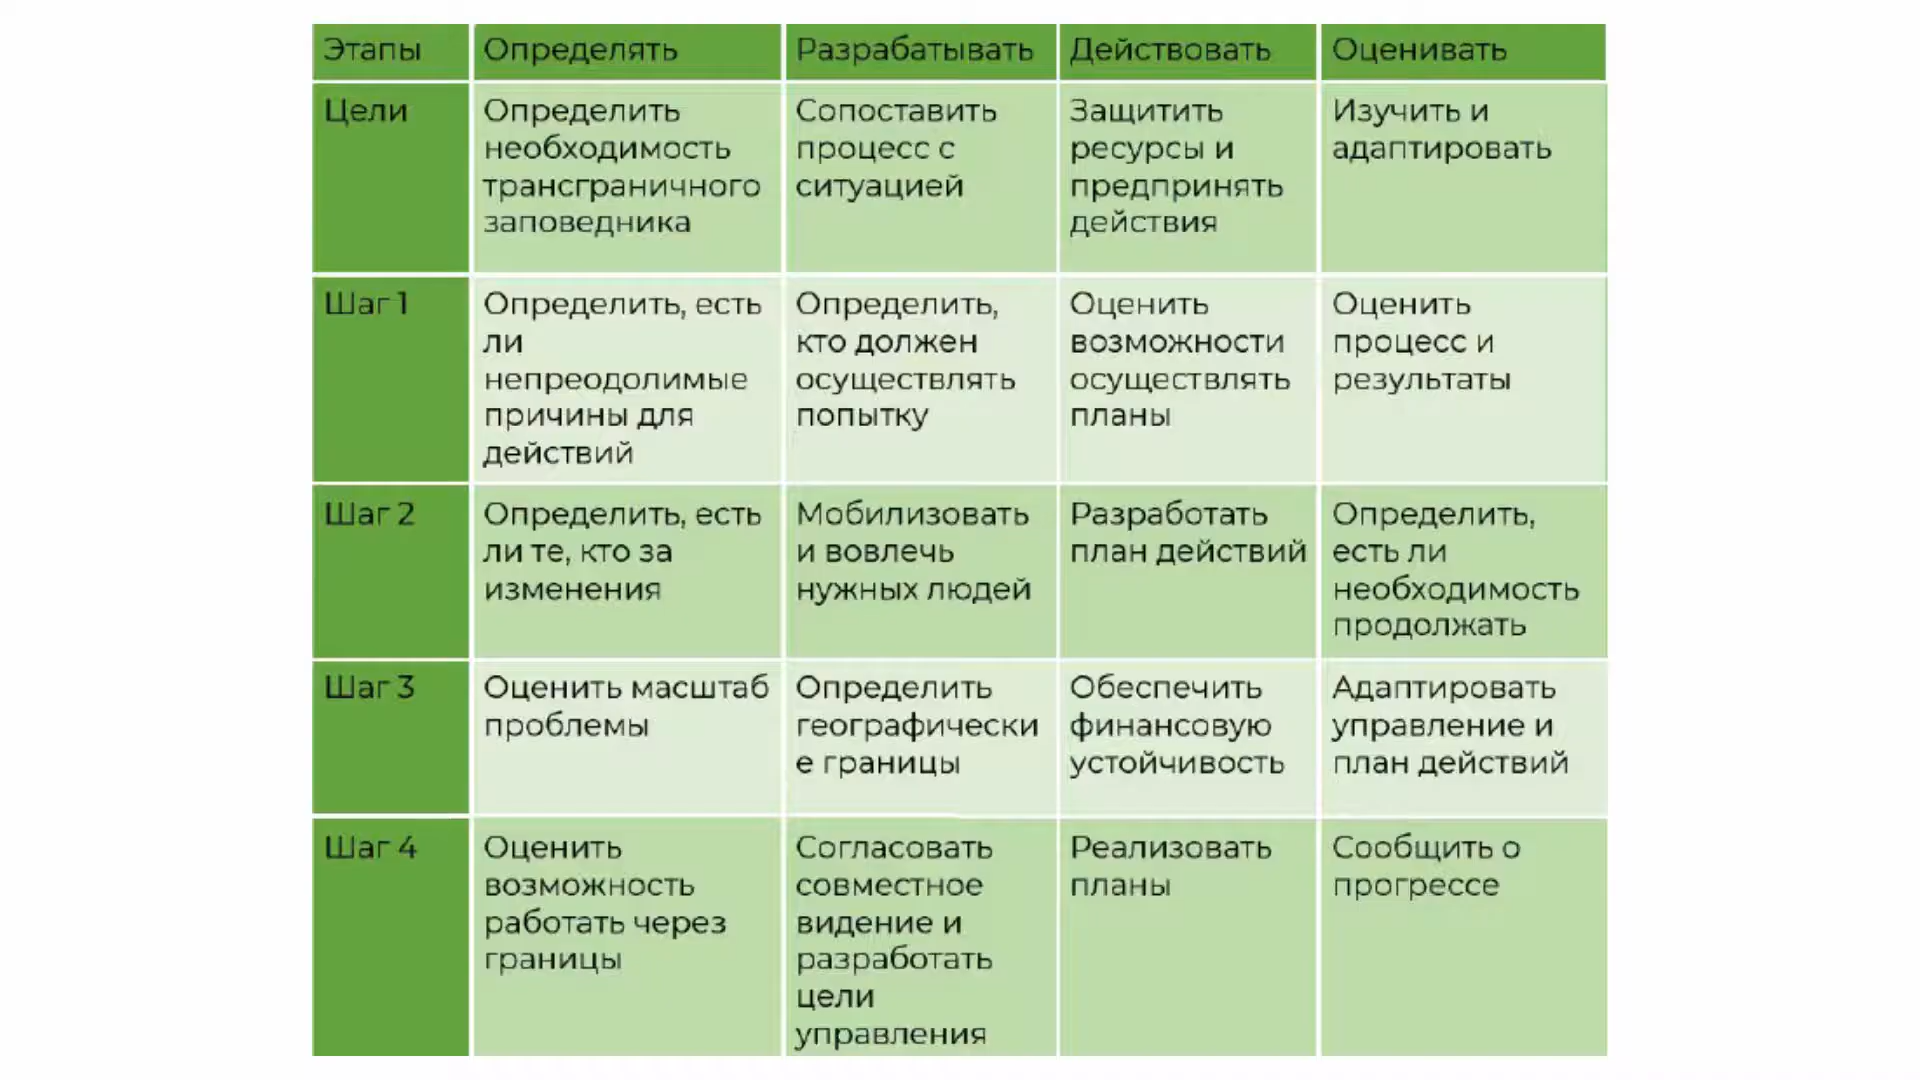 Этапы
Определять
Разрабатывать
Действовать
Оценивать
Цели
Определить
необходимость
трансграничного
заповедника
Сопоставить
процесс с
ситуацией
Защитить
ресурсы и
предпринять
действия
Изучить и
адаптировать
Шаг 1
Определить, есть
ли
непреодолимые
причины для
действий
Определить,
кто должен
осуществлять
попытку
Оценить
возможности
осуществлять
планы
Оценить
процесс и
результаты
Шаг 2
Определить, есть
ли те, кто за
изменения
Мобилизовать
и вовлечь
нужных людей
Разработать
план действий
Определить,
есть ли
необходимость
продолжать
Шаг 3
Оценить масштаб
проблемы
Определить
географически
е границы
Обеспечить
финансовую
устойчивость
Адаптировать
управление и
план действий
Шаг 4
Оценить
возможность
работать через
границы
Согласовать
совместное
видение и
разработать
цели
управления
Реализовать
планы
Сообщить о
прогрессе